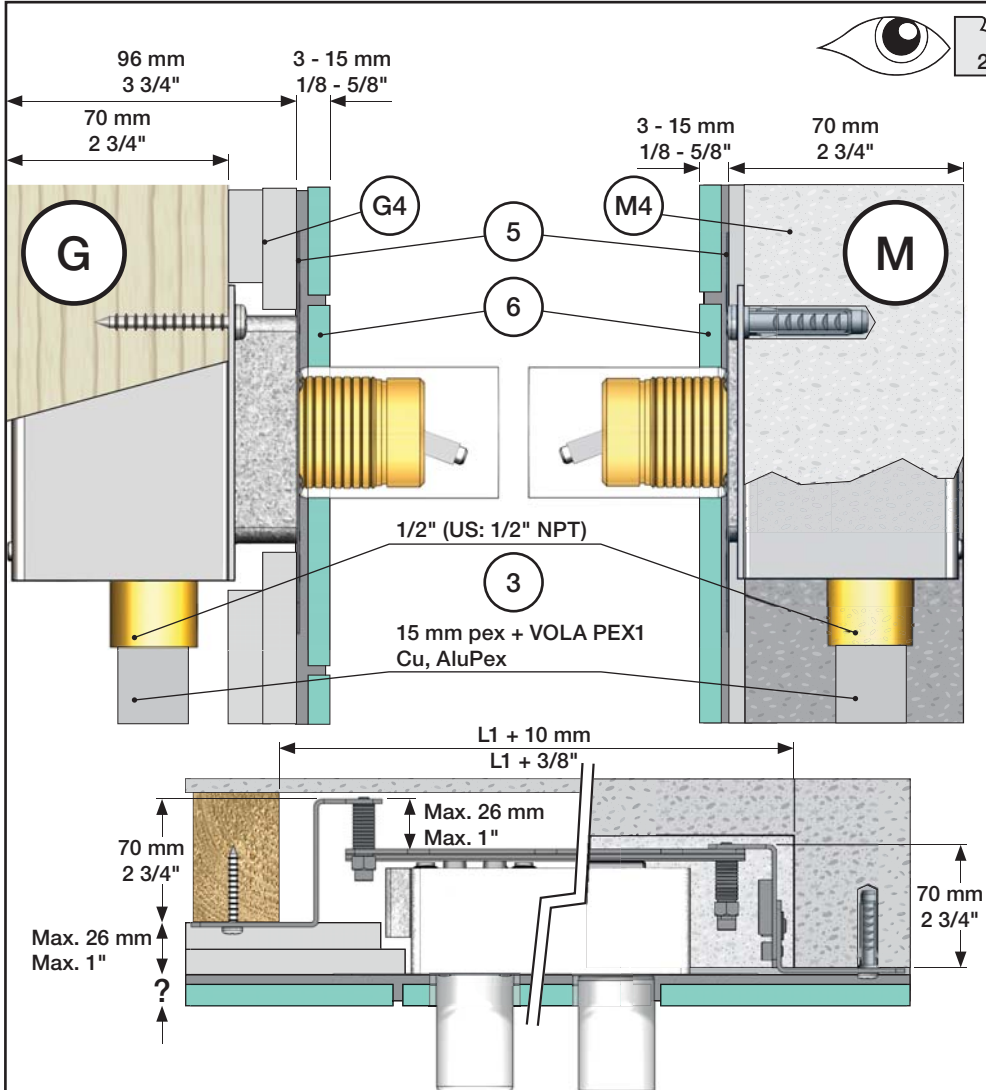 96 mm
3 3/4"
3 - 15 mm
1/8 - 5/8"
2
70 mm
2 3/4"
3 - 15 mm
1/8 - 5/8"
70 mm
2 3/4"
G
G4
5
M4
M
6
1/2" (US: 1/2" NPT)
3
15 mm pex + VOLA PEX1
Cu, AluPex
L1 + 10 mm
L1 + 3/8"
Max. 26 mm
Max. 1"
70 mm
2 3/4"
70 mm
2 3/4"
Max. 26 mm
Max. 1"
?